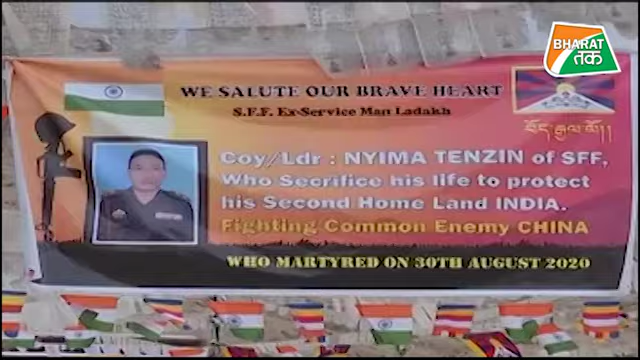 BHARAT
तक
WE SALUTE OUR BRAVE HEART
S.F.F. Ex-Service Man Ladakh
བོད་རྒྱལ་ལོ།།
Coy/Ldr : NYIMA TENZIN of SFF,
Who Secrifice his life to protect
his Second Home Land INDIA.
Fighting Common Enemy CHINA
WHO MARTYRED ON 30TH AUGUST 2020